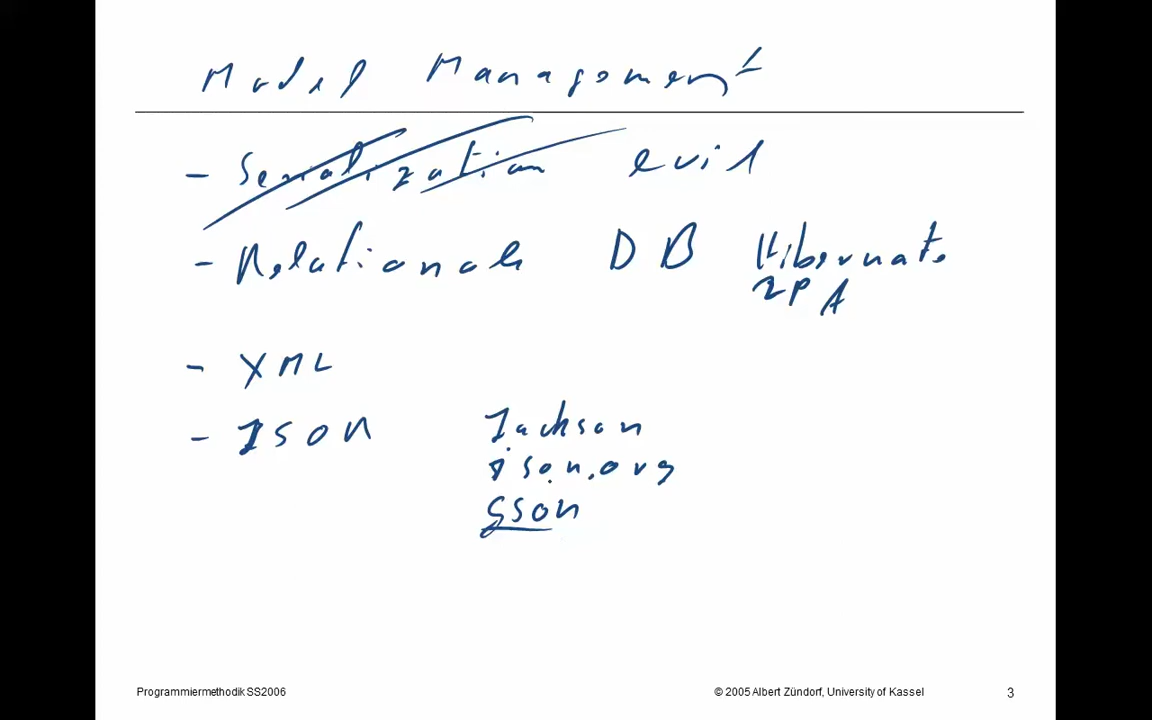 Model Management
- Serialization evil
- Relationale DB Hibernate
JPA
- XML
- JSON Jackson
json.org
GSON
Programmiermethodik SS2006 © 2005 Albert Zündorf, University of Kassel 3